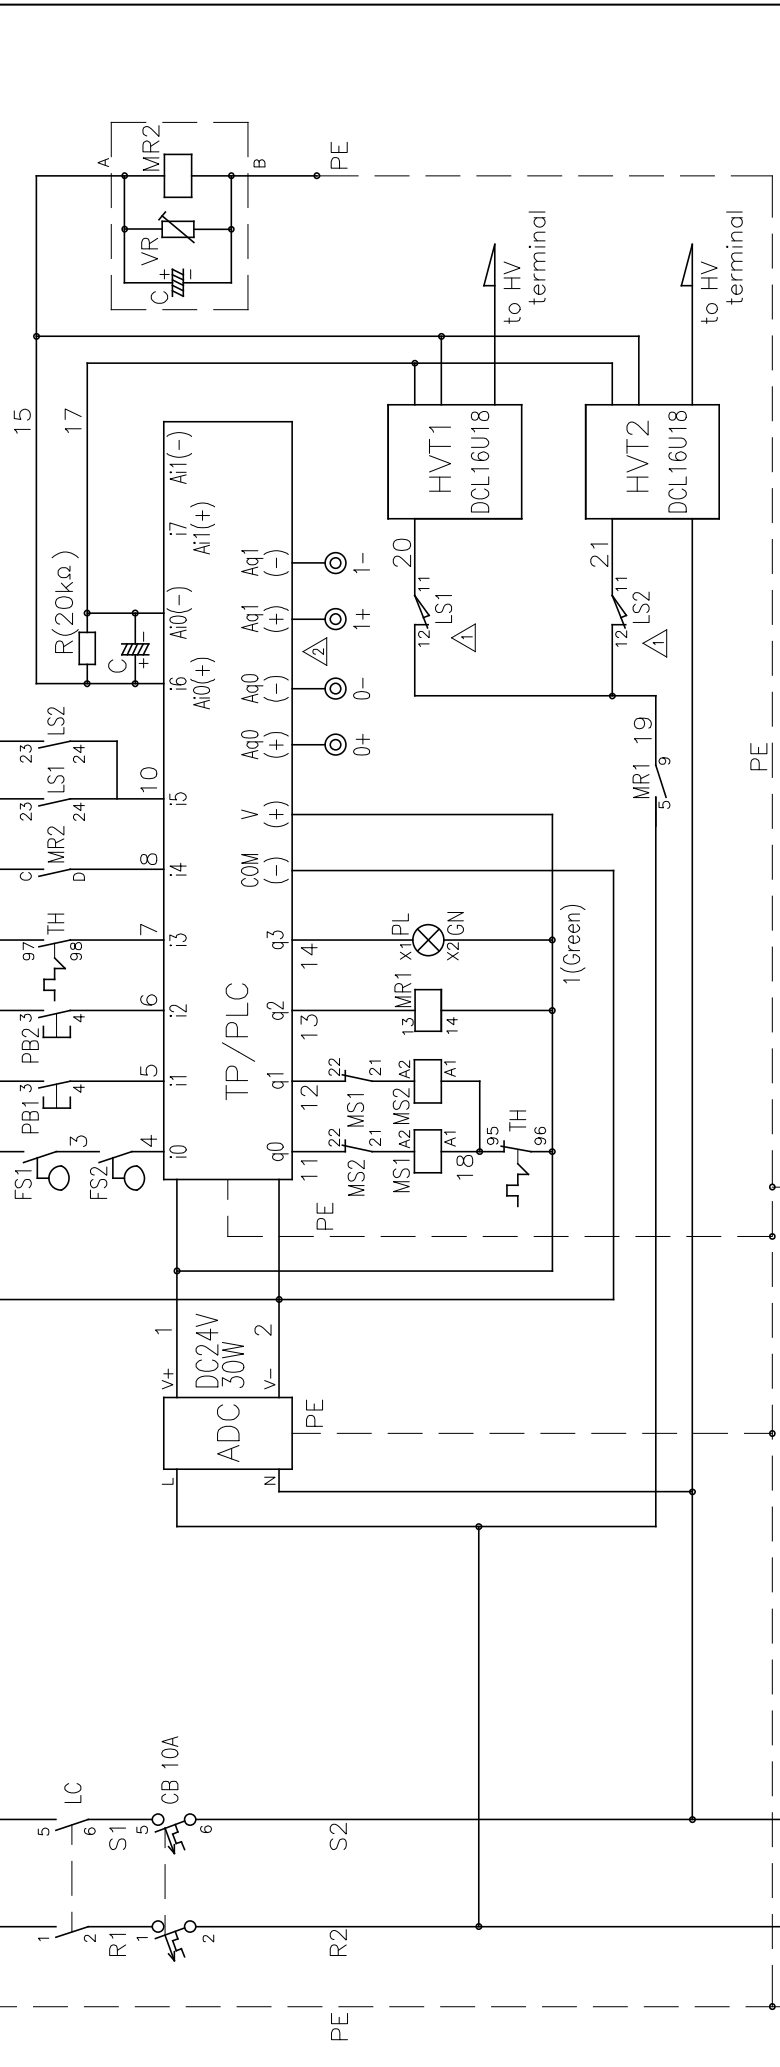 A
MR2
B
PE
VR
C
+
−
to HV
terminal
to HV
terminal
15
17
Ai1(−)
i7
Ai1(+)
HVT1
DCL16U18
HVT2
DCL16U18
R(20kΩ)
C
+
−
Ai0(−)
i6
Ai0(+)
Aq1
(−)
Aq1
(+)
Aq0
(−)
Aq0
(+)
1−
1+
0−
0+
2
20
11
12
LS1
1
21
11
12
LS2
1
23
24
LS2
23
24
LS1
10
i5
V
(+)
19
MR1
9
5
PE
C
D
MR2
8
i4
COM
(−)
97
98
TH
7
i3
q3
14
X1
PL
X2
GN
1(Green)
PB2
3
4
6
i2
TP/PLC
q2
13
13
MR1
14
PB1
3
4
5
i1
q1
12
22
21
MS1
MS2
A2
A1
FS1
3
FS2
4
i0
q0
11
22
21
MS2
MS1
A2
A1
18
95
96
TH
PE
1
2
V+
DC24V
30W
V−
ADC
PE
L
N
LC
5
6
S1
CB 10A
5
6
S2
1
2
R1
1
2
R2
PE